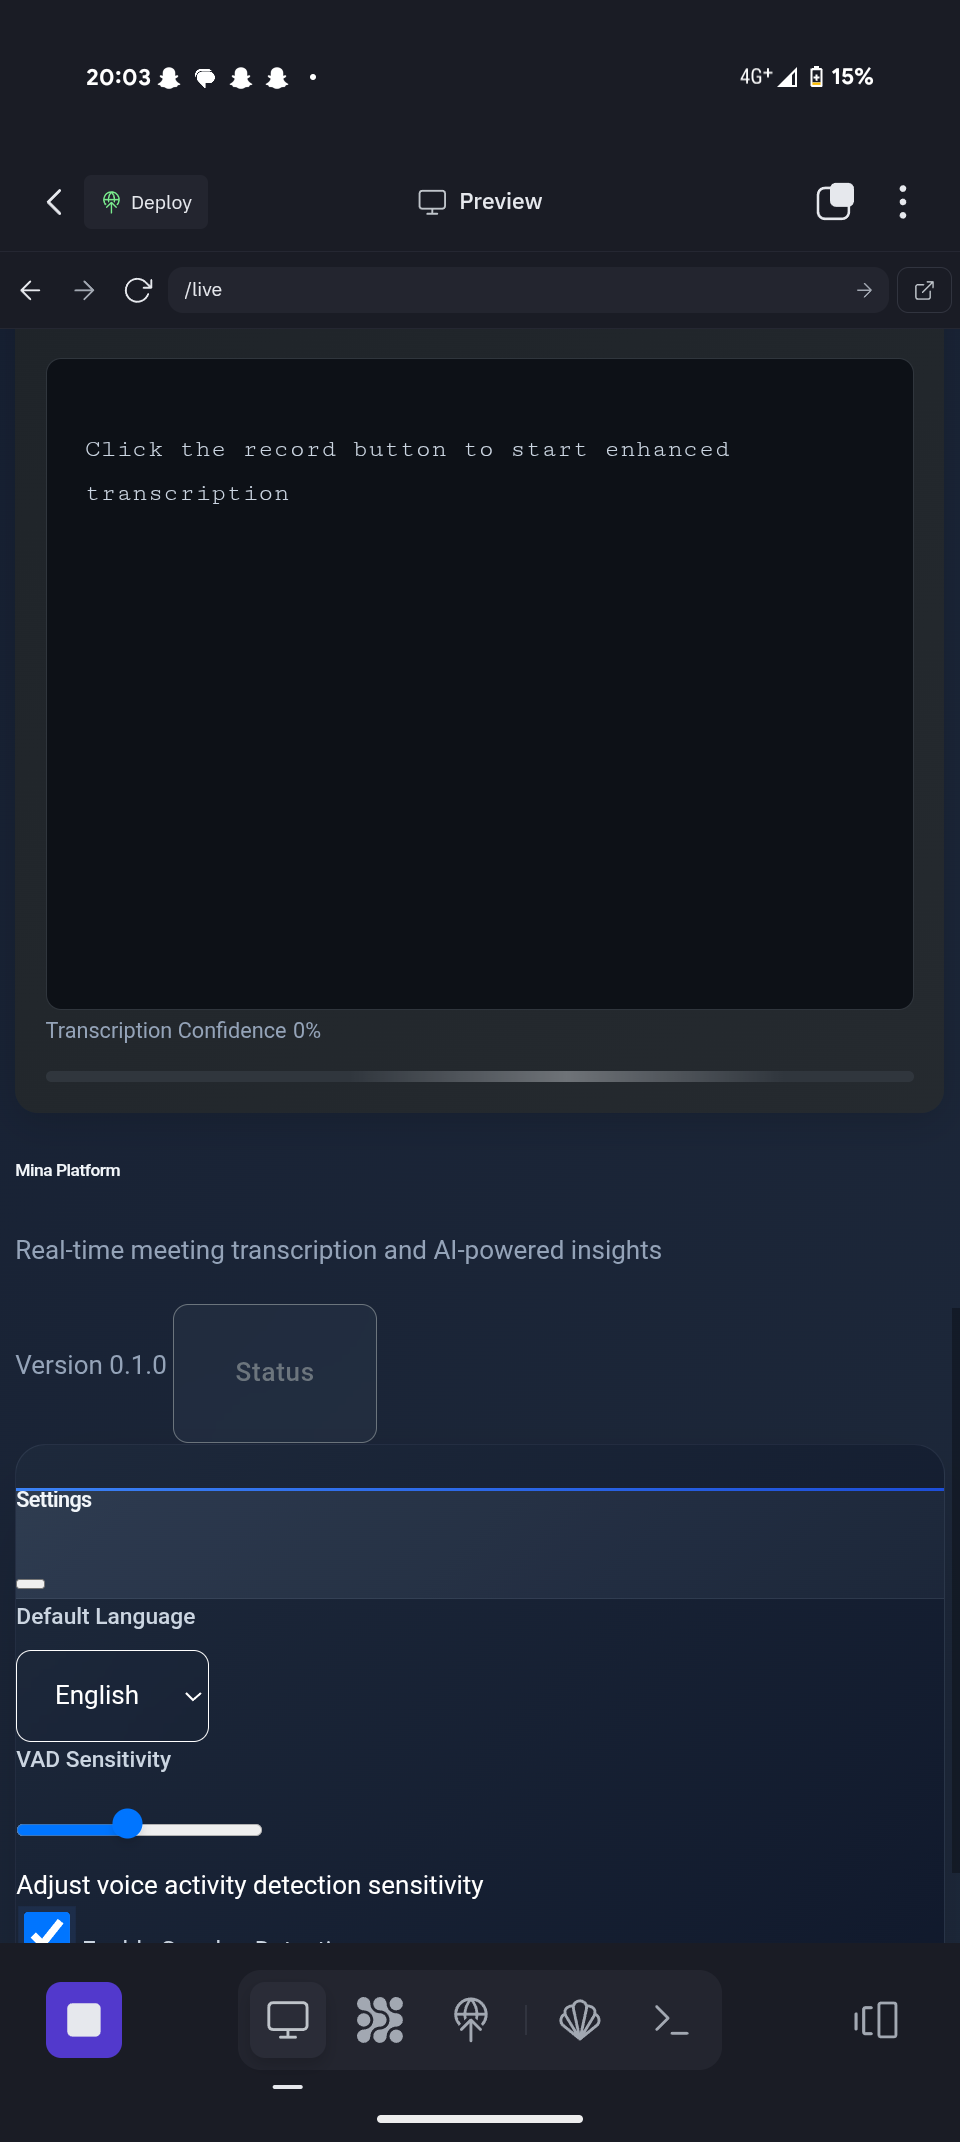 20:03
4G+ 15%
Deploy
Preview
/live
Click the record button to start enhanced
transcription
Transcription Confidence 0%
Mina Platform
Real-time meeting transcription and AI-powered insights
Version 0.1.0
Status
Settings
Default Language
English
VAD Sensitivity
Adjust voice activity detection sensitivity